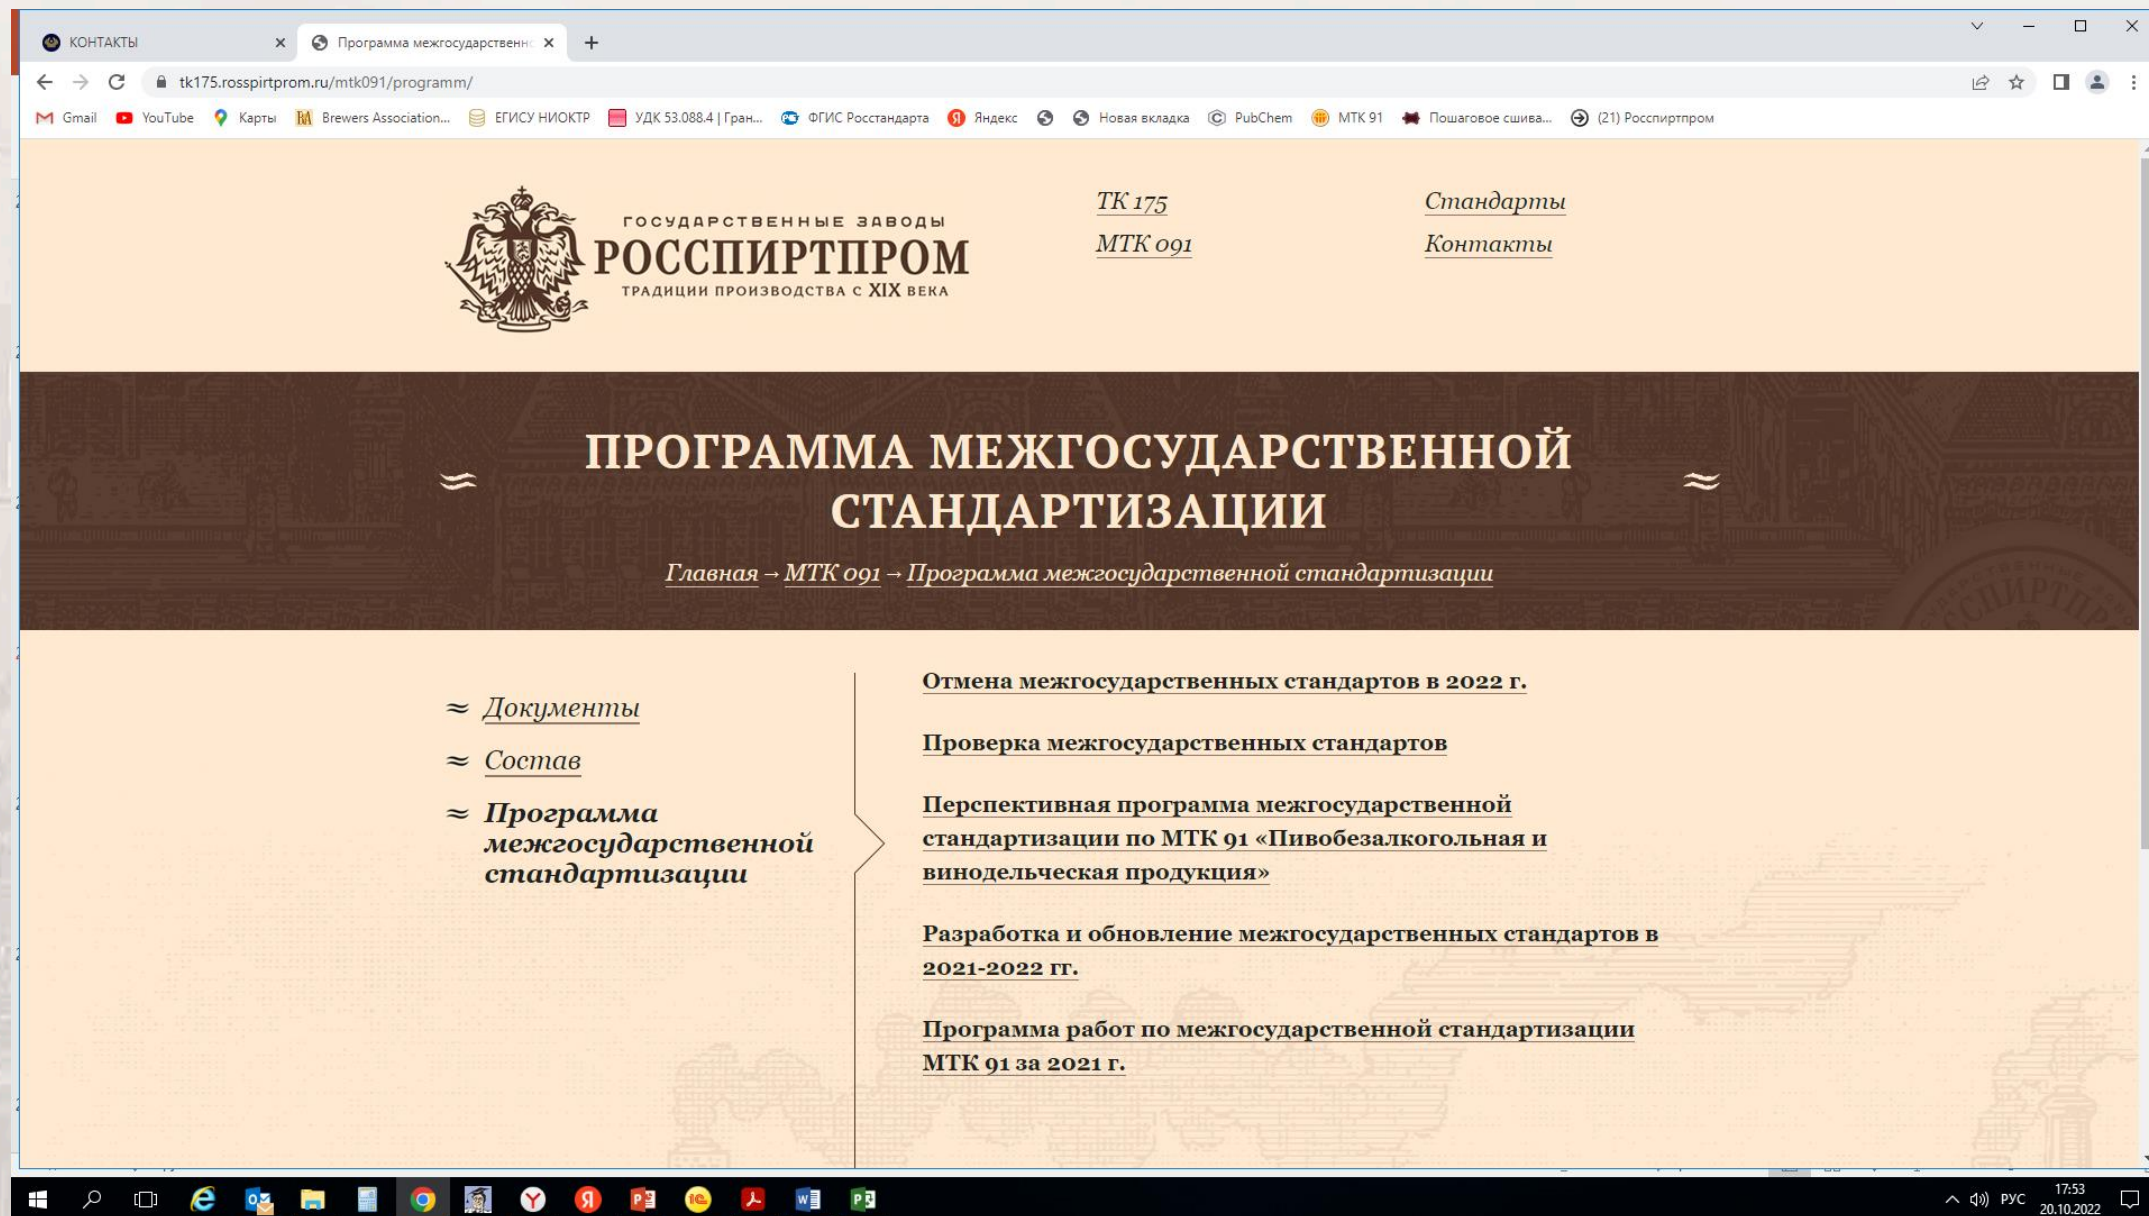 КОНТАКТЫ
Программа межгосударственн
tk175.rosspirtprom.ru/mtk091/programm/
Gmail YouTube Карты Brewers Association... ЕГИСУ НИОКТР УДК 53.088.4 | Гран... ФГИС Росстандарта Яндекс Новая вкладка PubChem МТК 91 Пошаговое сшива... (21) Росспиртпром
ГОСУДАРСТВЕННЫЕ ЗАВОДЫ
РОССПИРТПРОМ
ТРАДИЦИИ ПРОИЗВОДСТВА С XIX ВЕКА
ТК 175
МТК 091
Стандарты
Контакты
ПРОГРАММА МЕЖГОСУДАРСТВЕННОЙ
СТАНДАРТИЗАЦИИ
Главная → МТК 091 → Программа межгосударственной стандартизации
≈ Документы
≈ Состав
≈ Программа
межгосударственной
стандартизации
Отмена межгосударственных стандартов в 2022 г.
Проверка межгосударственных стандартов
Перспективная программа межгосударственной
стандартизации по МТК 91 «Пивобезалкогольная и
винодельческая продукция»
Разработка и обновление межгосударственных стандартов в
2021-2022 гг.
Программа работ по межгосударственной стандартизации
МТК 91 за 2021 г.
РУС
17:53
20.10.2022